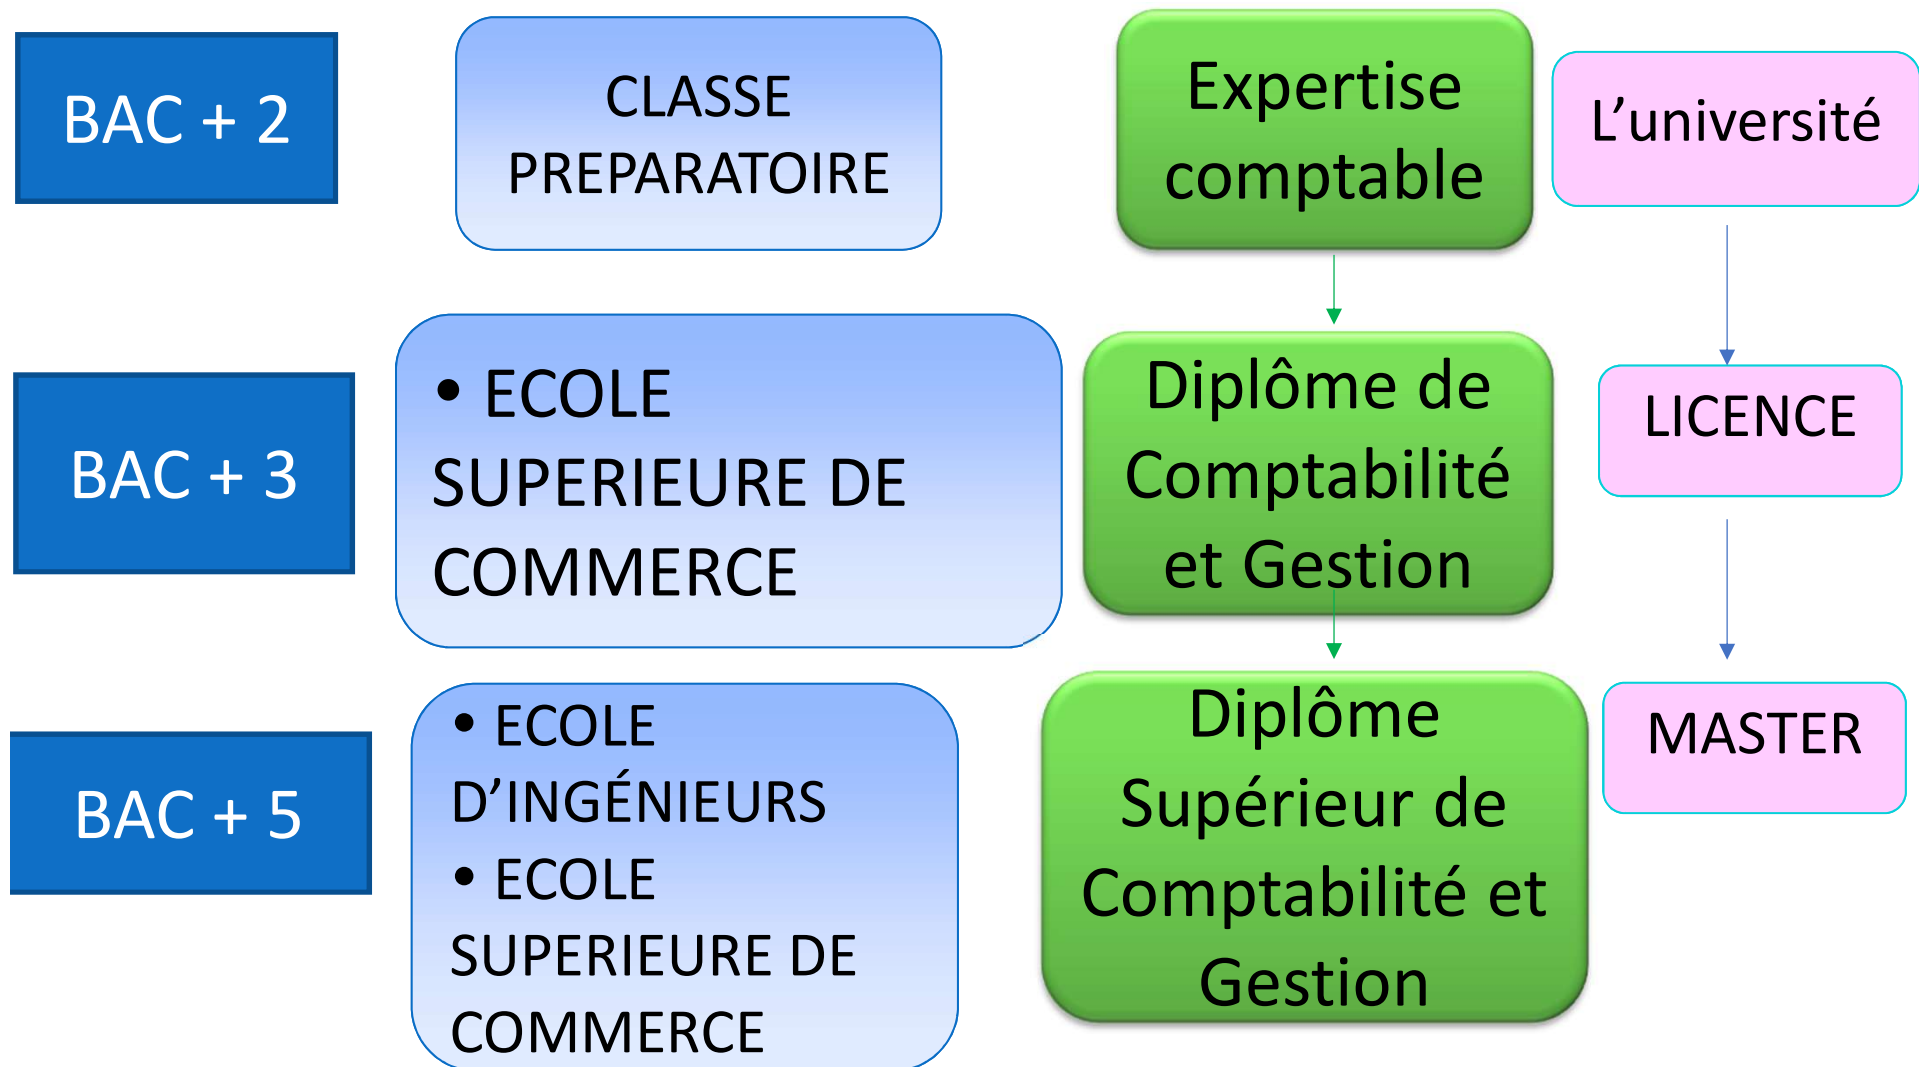 BAC + 2
CLASSE
PREPARATOIRE
Expertise
comptable
L’université
BAC + 3
• ECOLE
SUPERIEURE DE
COMMERCE
Diplôme de
Comptabilité
et Gestion
LICENCE
BAC + 5
• ECOLE
D’INGÉNIEURS
• ECOLE
SUPERIEURE DE
COMMERCE
Diplôme
Supérieur de
Comptabilité et
Gestion
MASTER